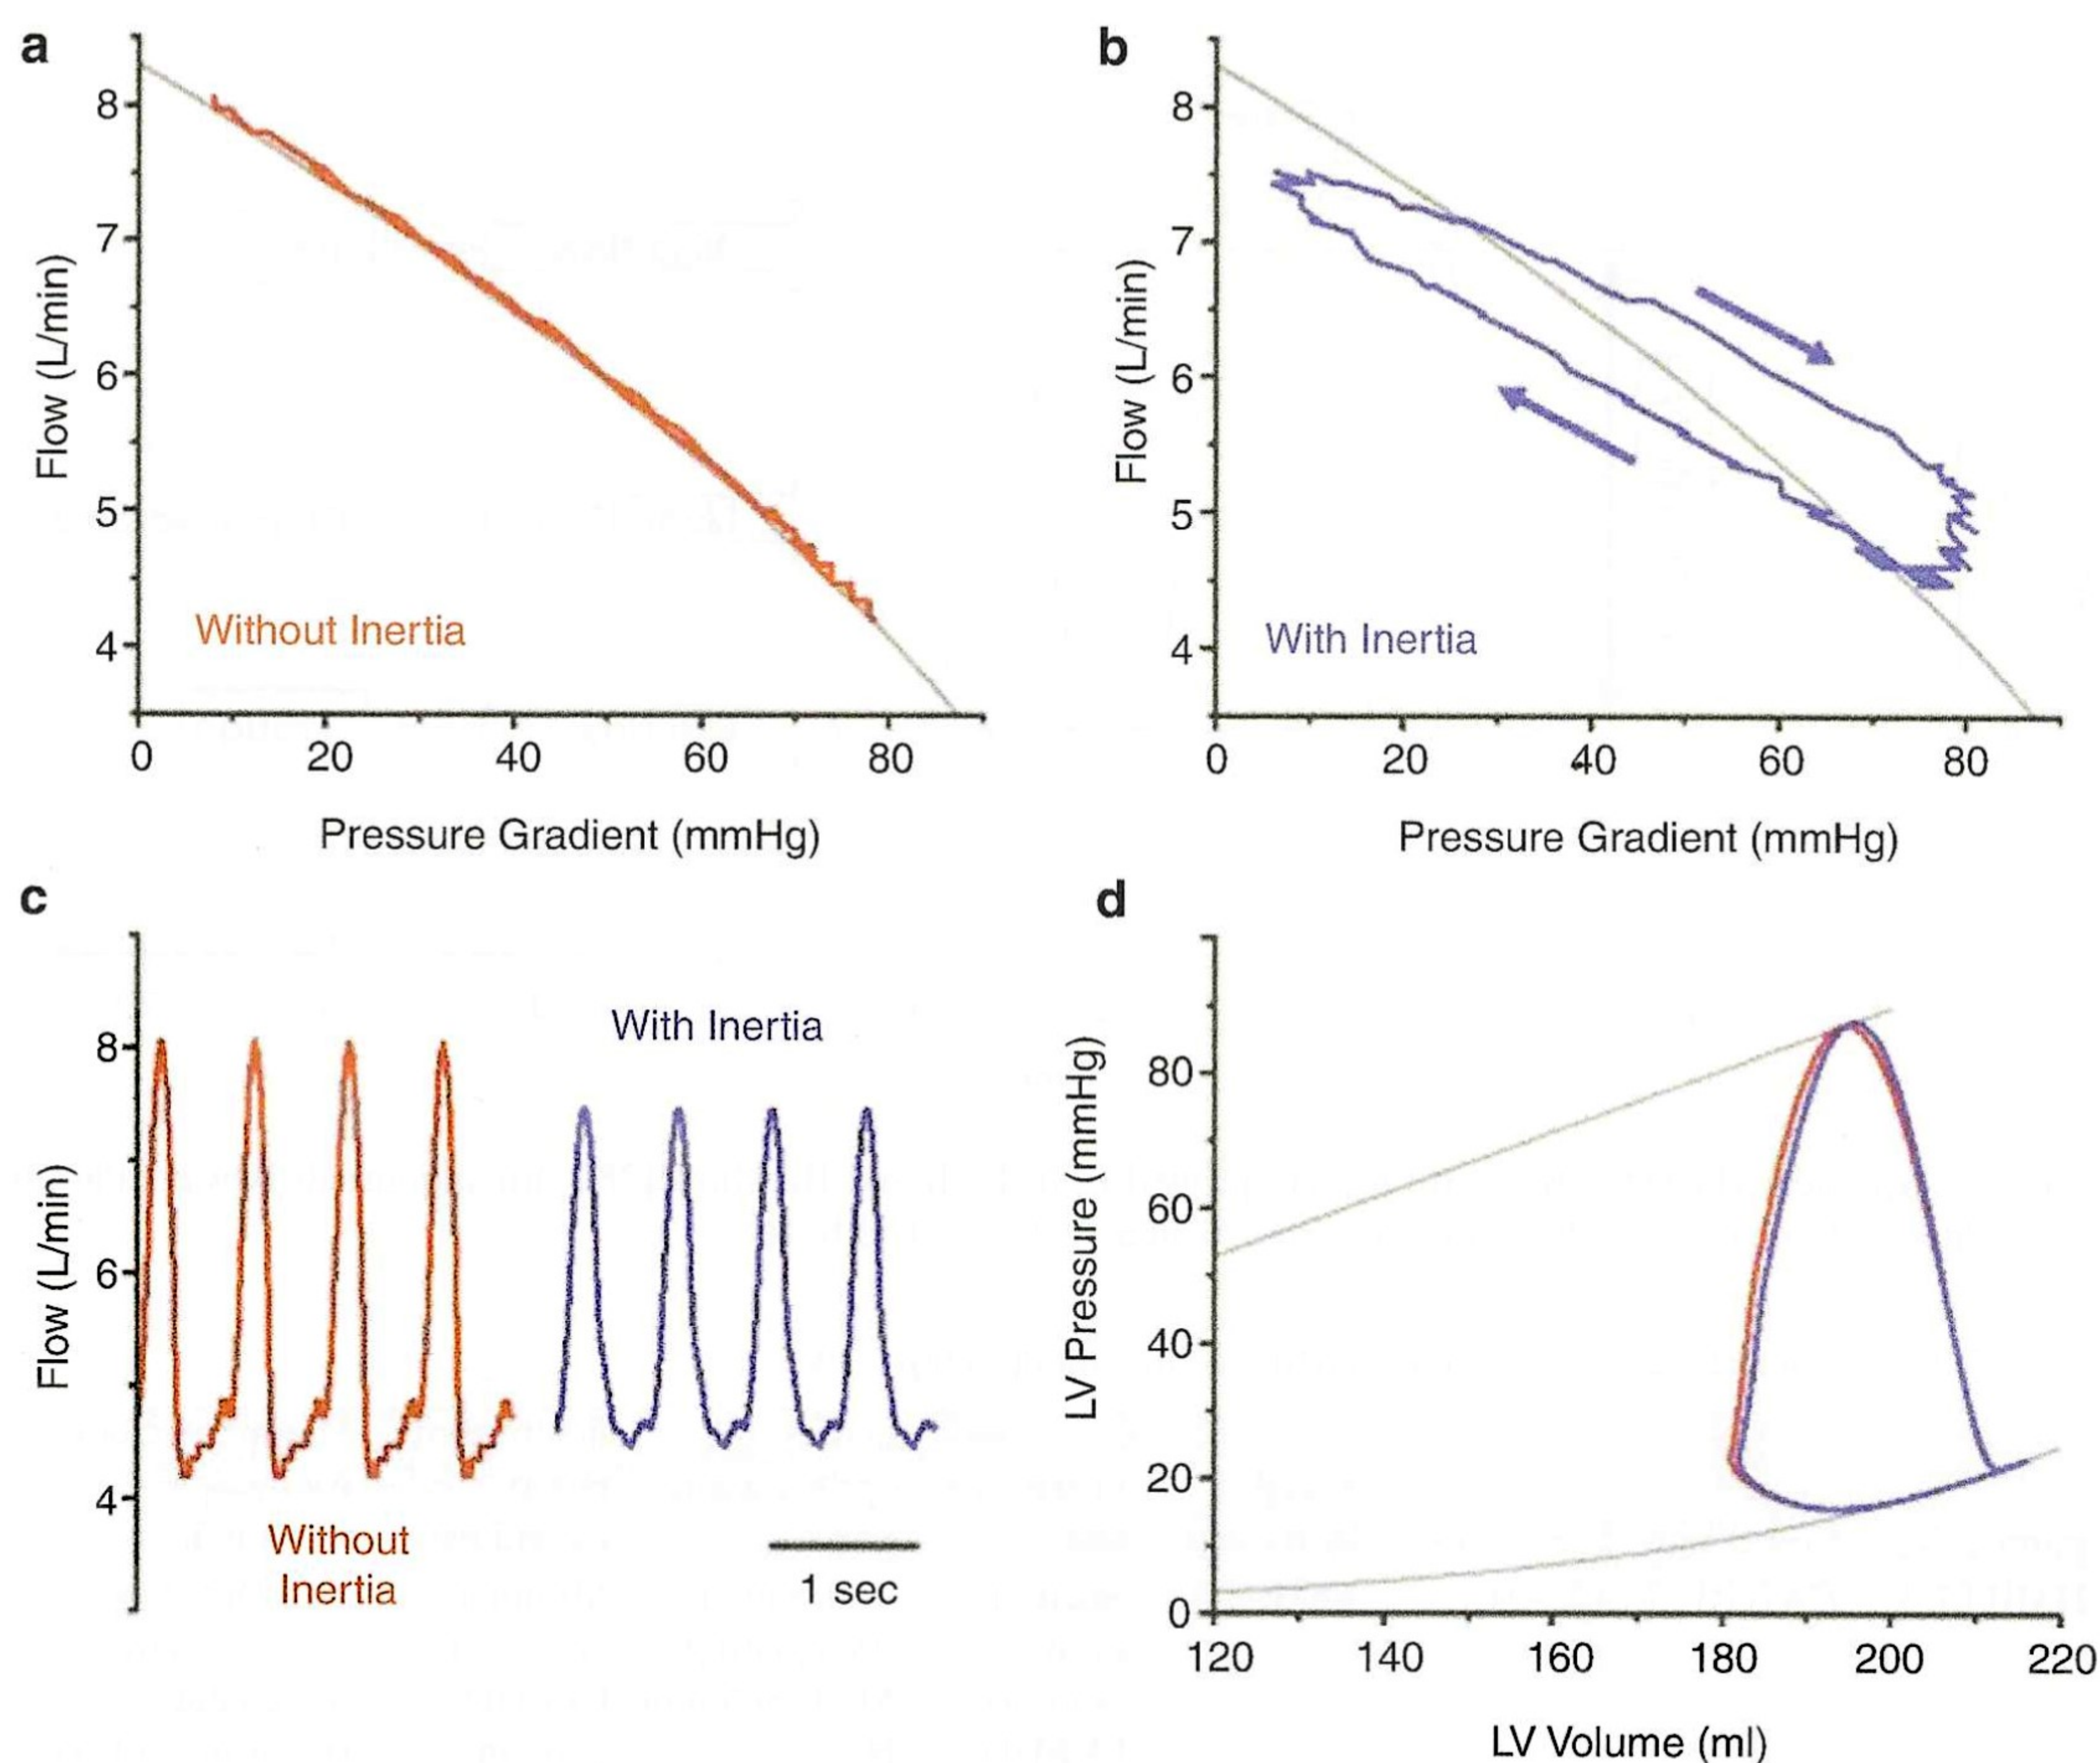 a
8
7
6
5
4
Flow (L/min)
Without Inertia
0 20 40 60 80
Pressure Gradient (mmHg)
b
8
7
6
5
4
Flow (L/min)
With Inertia
0 20 40 60 80
Pressure Gradient (mmHg)
c
8
6
4
Flow (L/min)
With Inertia
Without
Inertia
1 sec
d
80
60
40
20
0
LV Pressure (mmHg)
120 140 160 180 200 220
LV Volume (ml)